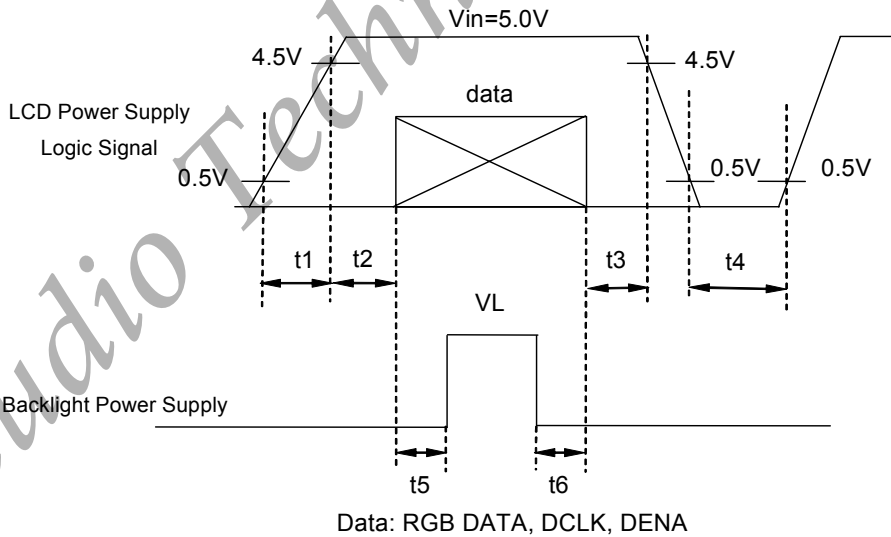 Vin=5.0V
4.5V
4.5V
data
LCD Power Supply
Logic Signal
0.5V
0.5V
0.5V
t1
t2
t3
t4
VL
Backlight Power Supply
t5
t6
Data: RGB DATA, DCLK, DENA